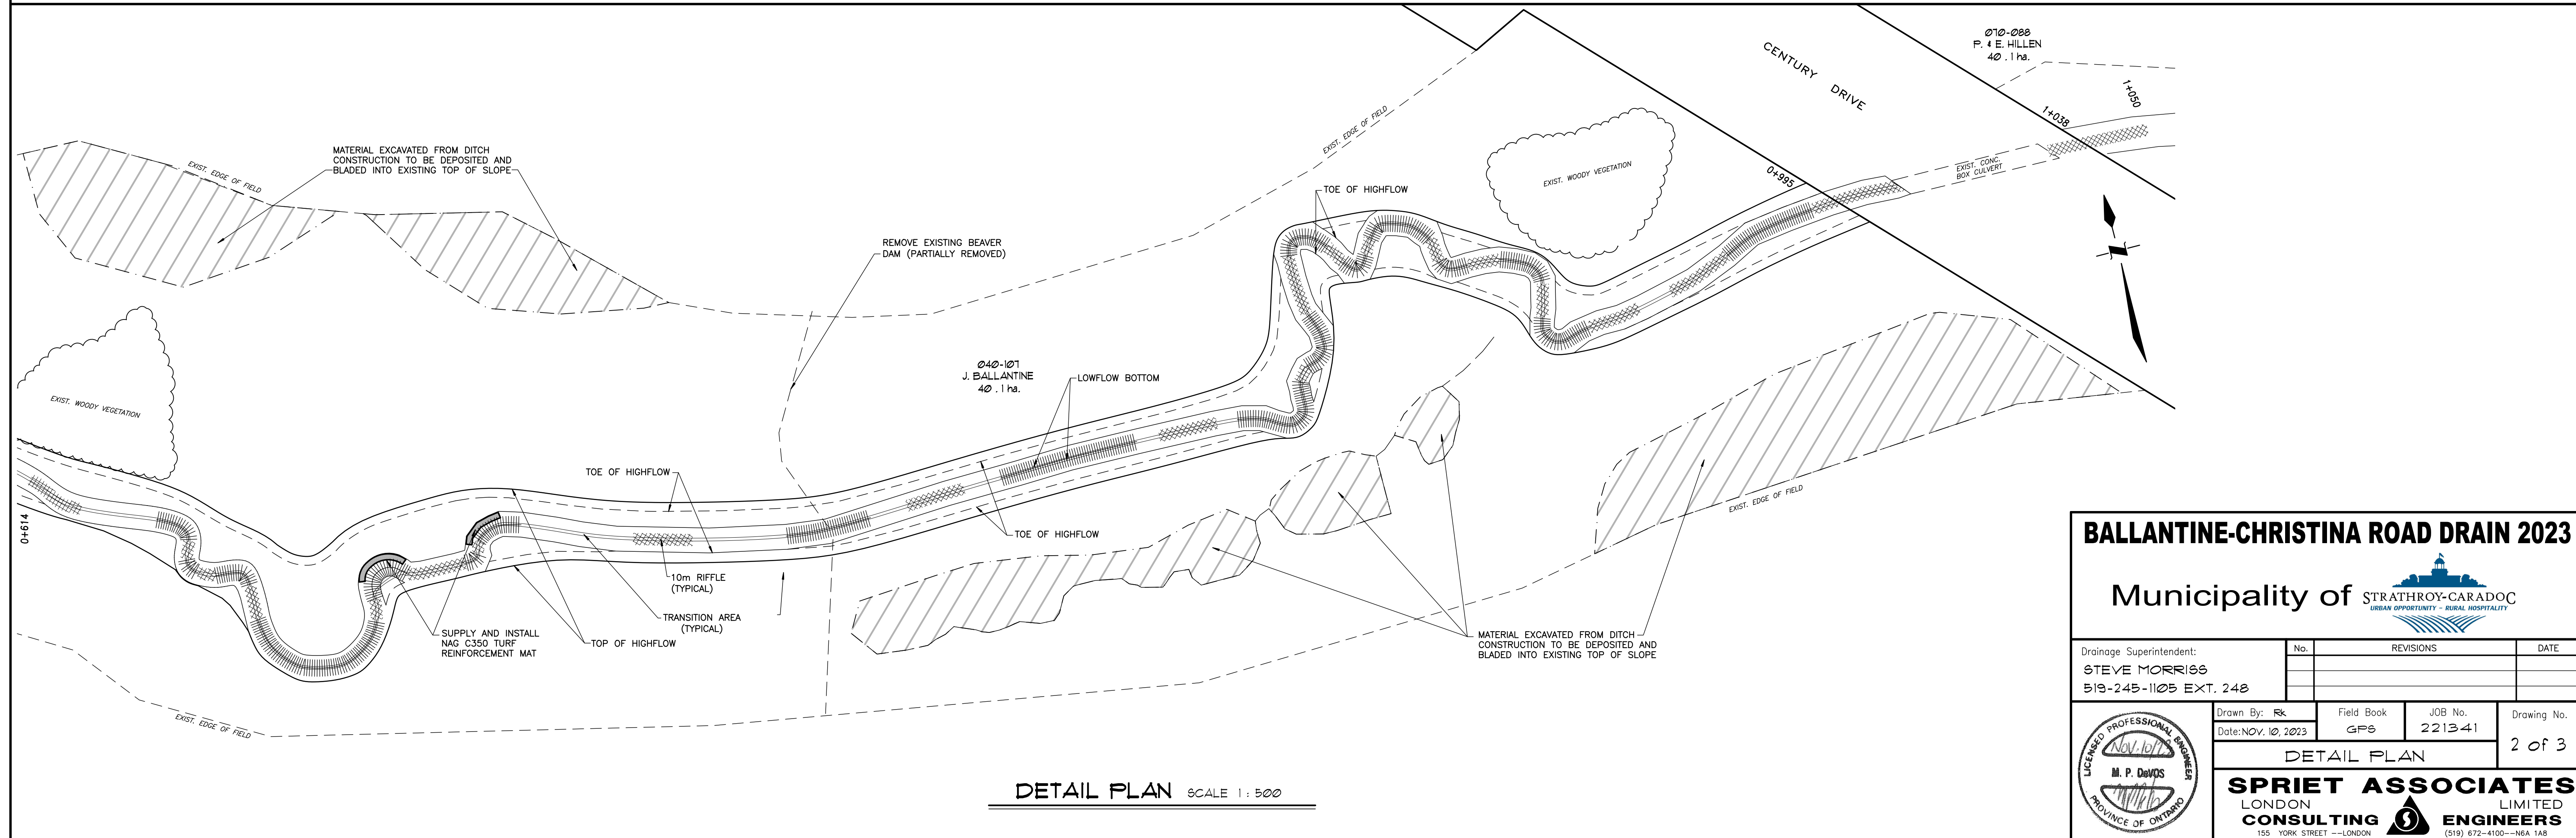 CENTURY DRIVE
070-088
P. & E. HILLEN
40.1 ha.
1+050
1+038
EXIST. CONC.
BOX CULVERT
0+995
EXIST. EDGE OF FIELD
EXIST. WOODY VEGETATION
TOE OF HIGHFLOW
MATERIAL EXCAVATED FROM DITCH
CONSTRUCTION TO BE DEPOSITED AND
BLADED INTO EXISTING TOP OF SLOPE
EXIST. EDGE OF FIELD
REMOVE EXISTING BEAVER
DAM (PARTIALLY REMOVED)
040-107
J. BALLANTINE
40.1 ha.
LOWFLOW BOTTOM
EXIST. WOODY VEGETATION
TOE OF HIGHFLOW
0+614
TOE OF HIGHFLOW
10m RIFFLE
(TYPICAL)
TRANSITION AREA
(TYPICAL)
SUPPLY AND INSTALL
NAG C350 TURF
REINFORCEMENT MAT
TOP OF HIGHFLOW
MATERIAL EXCAVATED FROM DITCH
CONSTRUCTION TO BE DEPOSITED AND
BLADED INTO EXISTING TOP OF SLOPE
EXIST. EDGE OF FIELD
EXIST. EDGE OF FIELD
DETAIL PLAN SCALE 1 : 500
BALLANTINE-CHRISTINA ROAD DRAIN 2023
Municipality of STRATHROY-CARADOC
URBAN OPPORTUNITY - RURAL HOSPITALITY
Drainage Superintendent:
STEVE MORRISS
519-245-1105 EXT. 248
No. REVISIONS DATE
Drawn By: RK
Date: NOV. 10, 2023
Field Book
GPS
JOB No.
221341
Drawing No.
2 of 3
DETAIL PLAN
LICENSED PROFESSIONAL ENGINEER
NOV. 10/23
M. P. DeVOS
PROVINCE OF ONTARIO
SPRIET ASSOCIATES
LONDON LIMITED
CONSULTING ENGINEERS
155 YORK STREET --LONDON (519) 672-4100--N6A 1A8